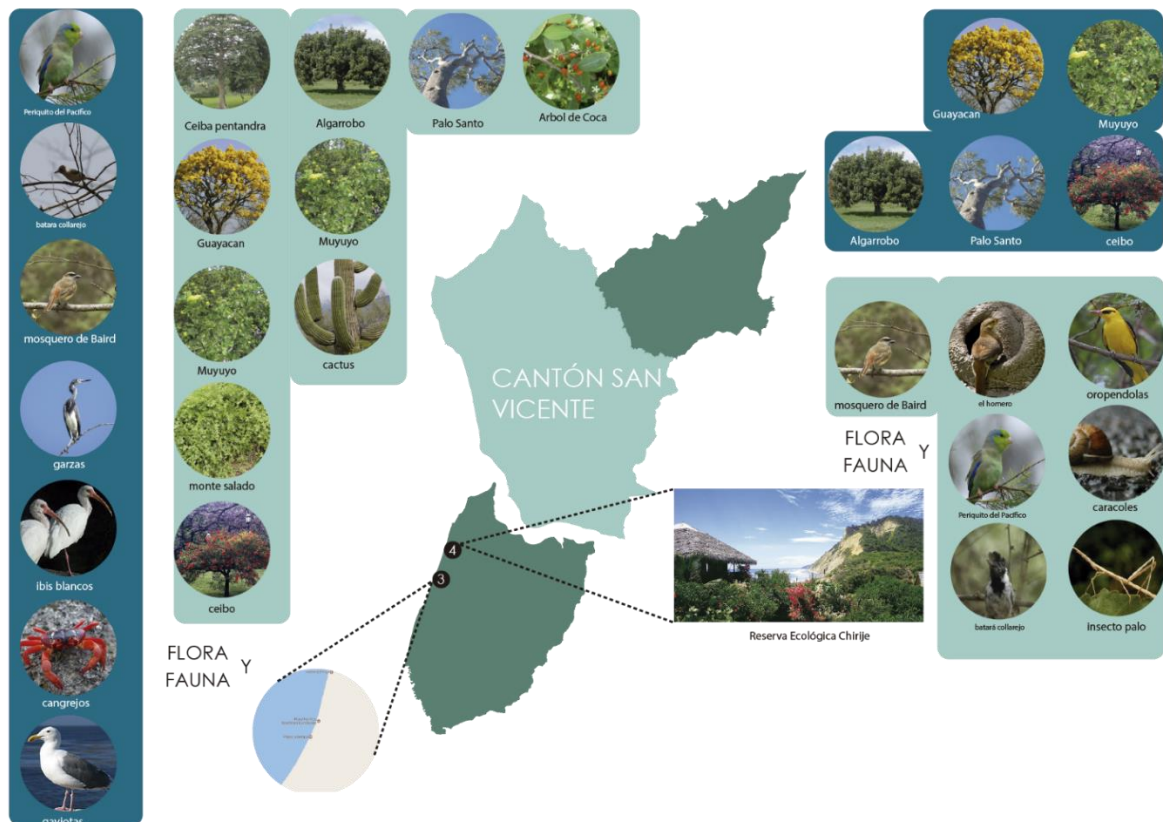 Periquito del Pacífico
batara collarejo
mosquero de Baird
garzas
ibis blancos
cangrejos
gaviotas
Ceiba pentandra
Algarrobo
Palo Santo
Arbol de Coca
Guayacan
Muyuyo
Muyuyo
cactus
monte salado
ceibo
FLORA Y
FAUNA
CANTÓN SAN
VICENTE
4
3
Reserva Ecológica Chirije
Guayacan
Muyuyo
Algarrobo
Palo Santo
ceibo
mosquero de Baird
el hornero
oropendolas
FLORA Y
FAUNA
Periquito del Pacífico
caracoles
batará collarejo
insecto palo